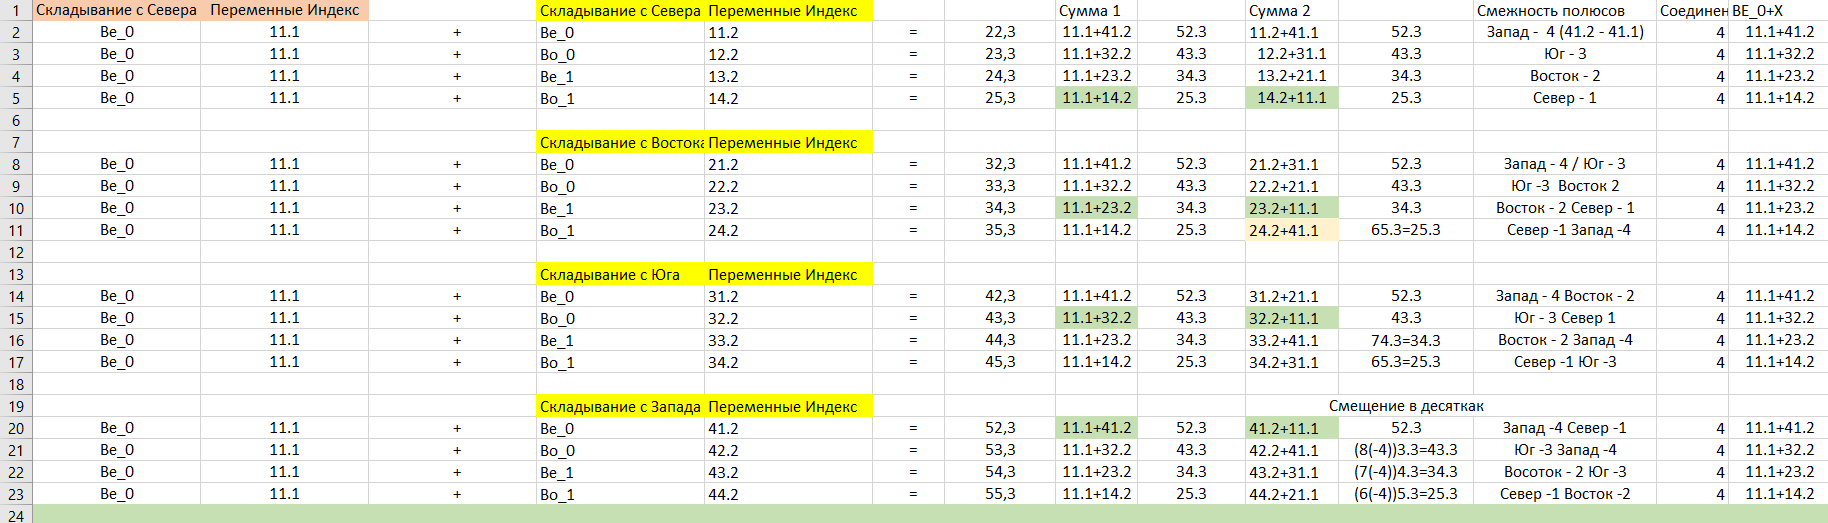 1 Складывание с Севера Переменные Индекс Складывание с Севера Переменные Индекс Сумма 1 Сумма 2 Смежность полюсов Соединен BE_0+X
2 Be_0 11.1 + Be_0 11.2 = 22,3 11.1+41.2 52.3 11.2+41.1 52.3 Запад - 4 (41.2 - 41.1) 4 11.1+41.2
3 Be_0 11.1 + Bo_0 12.2 = 23,3 11.1+32.2 43.3 12.2+31.1 43.3 Юг - 3 4 11.1+32.2
4 Be_0 11.1 + Be_1 13.2 = 24,3 11.1+23.2 34.3 13.2+21.1 34.3 Восток - 2 4 11.1+23.2
5 Be_0 11.1 + Bo_1 14.2 = 25,3 11.1+14.2 25.3 14.2+11.1 25.3 Север - 1 4 11.1+14.2
6
7 Складывание с Востока Переменные Индекс
8 Be_0 11.1 + Be_0 21.2 = 32,3 11.1+41.2 52.3 21.2+31.1 52.3 Запад - 4 / Юг - 3 4 11.1+41.2
9 Be_0 11.1 + Bo_0 22.2 = 33,3 11.1+32.2 43.3 22.2+21.1 43.3 Юг -3 Восток 2 4 11.1+32.2
10 Be_0 11.1 + Be_1 23.2 = 34,3 11.1+23.2 34.3 23.2+11.1 34.3 Восток - 2 Север - 1 4 11.1+23.2
11 Be_0 11.1 + Bo_1 24.2 = 35,3 11.1+14.2 25.3 24.2+41.1 65.3=25.3 Север -1 Запад -4 4 11.1+14.2
12
13 Складывание с Юга Переменные Индекс
14 Be_0 11.1 + Be_0 31.2 = 42,3 11.1+41.2 52.3 31.2+21.1 52.3 Запад - 4 Восток - 2 4 11.1+41.2
15 Be_0 11.1 + Bo_0 32.2 = 43,3 11.1+32.2 43.3 32.2+11.1 43.3 Юг - 3 Север 1 4 11.1+32.2
16 Be_0 11.1 + Be_1 33.2 = 44,3 11.1+23.2 34.3 33.2+41.1 74.3=34.3 Восток - 2 Запад -4 4 11.1+23.2
17 Be_0 11.1 + Bo_1 34.2 = 45,3 11.1+14.2 25.3 34.2+31.1 65.3=25.3 Север -1 Юг -3 4 11.1+14.2
18
19 Складывание с Запада Переменные Индекс Смещение в десятках
20 Be_0 11.1 + Be_0 41.2 = 52,3 11.1+41.2 52.3 41.2+11.1 52.3 Запад -4 Север -1 4 11.1+41.2
21 Be_0 11.1 + Bo_0 42.2 = 53,3 11.1+32.2 43.3 42.2+41.1 (8(-4))3.3=43.3 Юг -3 Запад -4 4 11.1+32.2
22 Be_0 11.1 + Be_1 43.2 = 54,3 11.1+23.2 34.3 43.2+31.1 (7(-4))4.3=34.3 Восоток - 2 Юг -3 4 11.1+23.2
23 Be_0 11.1 + Bo_1 44.2 = 55,3 11.1+14.2 25.3 44.2+21.1 (6(-4))5.3=25.3 Север -1 Восток -2 4 11.1+14.2
24